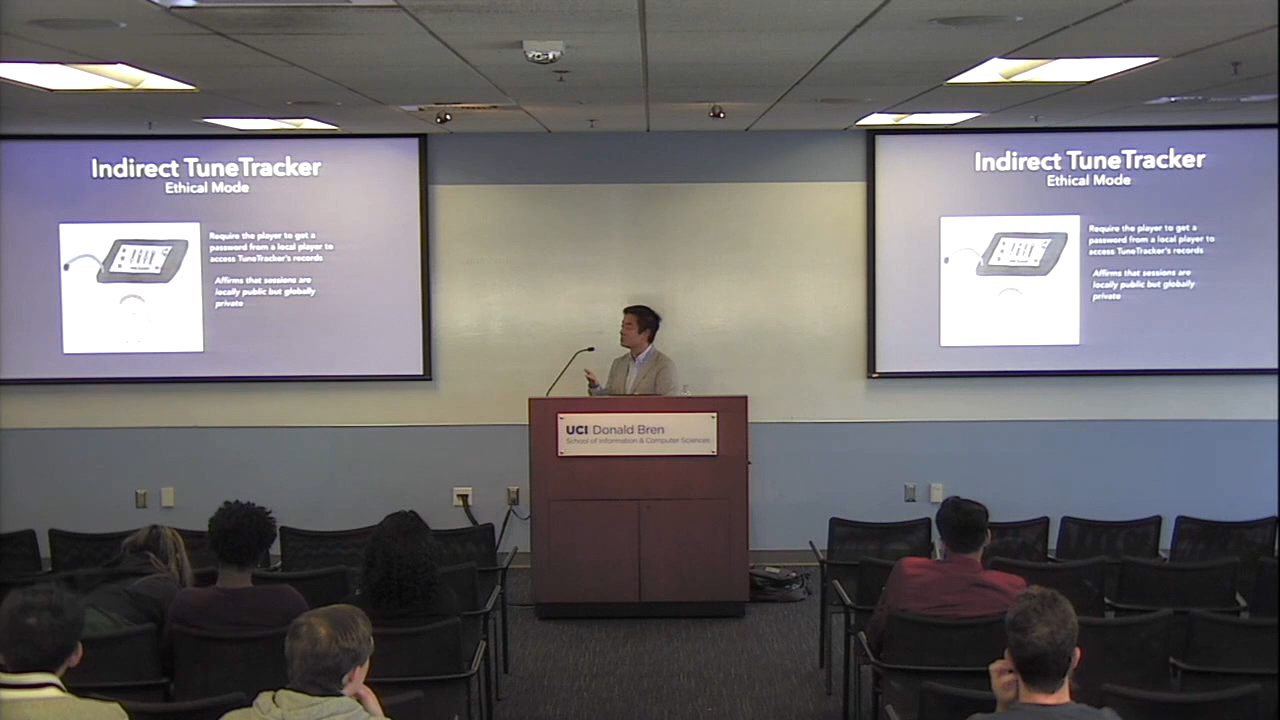 Indirect TuneTracker
Ethical Mode
Require the player to get a
password from a local player to
access TuneTracker's records
Affirms that sessions are
locally public but globally
private
UCI Donald Bren
School of Information & Computer Sciences
Indirect TuneTracker
Ethical Mode
Require the player to get a
password from a local player to
access TuneTracker's records
Affirms that sessions are
locally public but globally
private